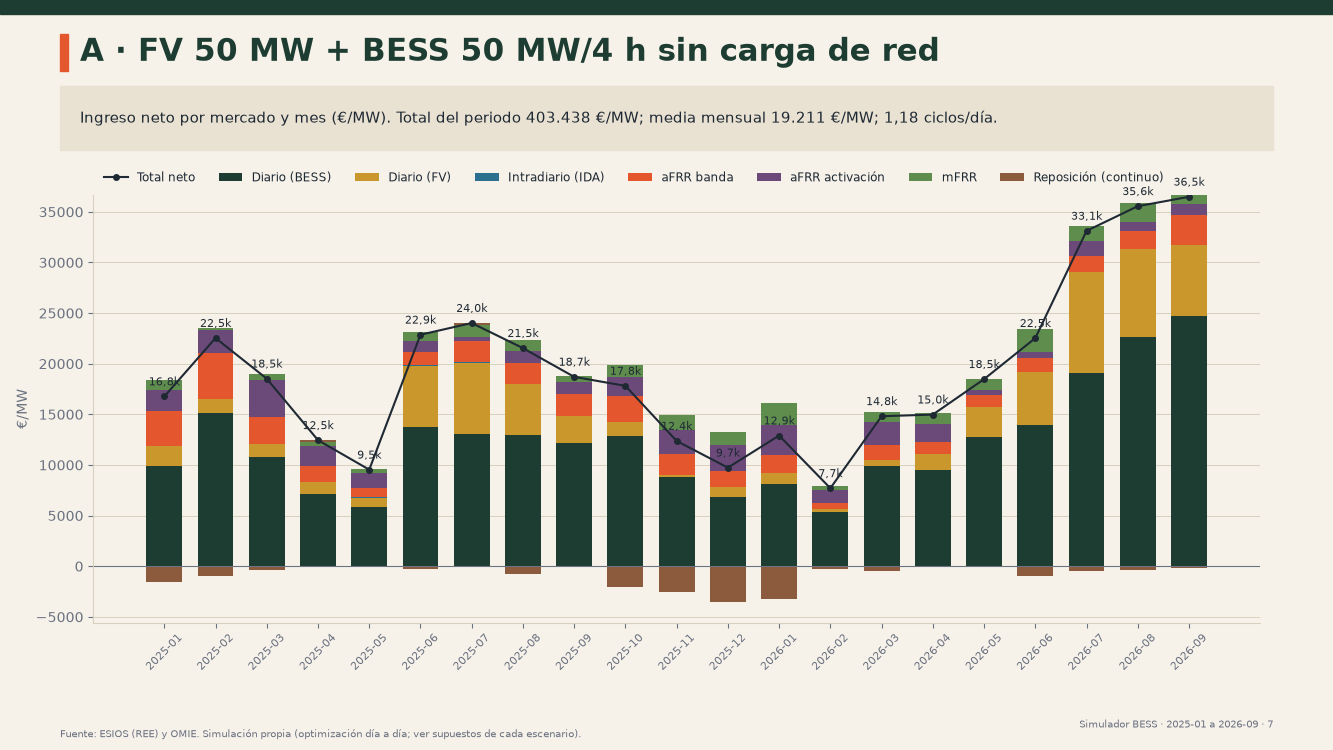 A · FV 50 MW + BESS 50 MW/4 h sin carga de red
Ingreso neto por mercado y mes (€/MW). Total del periodo 403.438 €/MW; media mensual 19.211 €/MW; 1,18 ciclos/día.
Total neto Diario (BESS) Diario (FV) Intradiario (IDA) aFRR banda aFRR activación mFRR Reposición (continuo)
€/MW
35000
30000
25000
20000
15000
10000
5000
0
−5000
16,8k 22,5k 18,5k 12,5k 9,5k 22,9k 24,0k 21,5k 18,7k 17,8k 12,4k 9,7k 12,9k 7,7k 14,8k 15,0k 18,5k 22,5k 33,1k 35,6k 36,5k
2025-01 2025-02 2025-03 2025-04 2025-05 2025-06 2025-07 2025-08 2025-09 2025-10 2025-11 2025-12 2026-01 2026-02 2026-03 2026-04 2026-05 2026-06 2026-07 2026-08 2026-09
Simulador BESS · 2025-01 a 2026-09 · 7
Fuente: ESIOS (REE) y OMIE. Simulación propia (optimización día a día; ver supuestos de cada escenario).